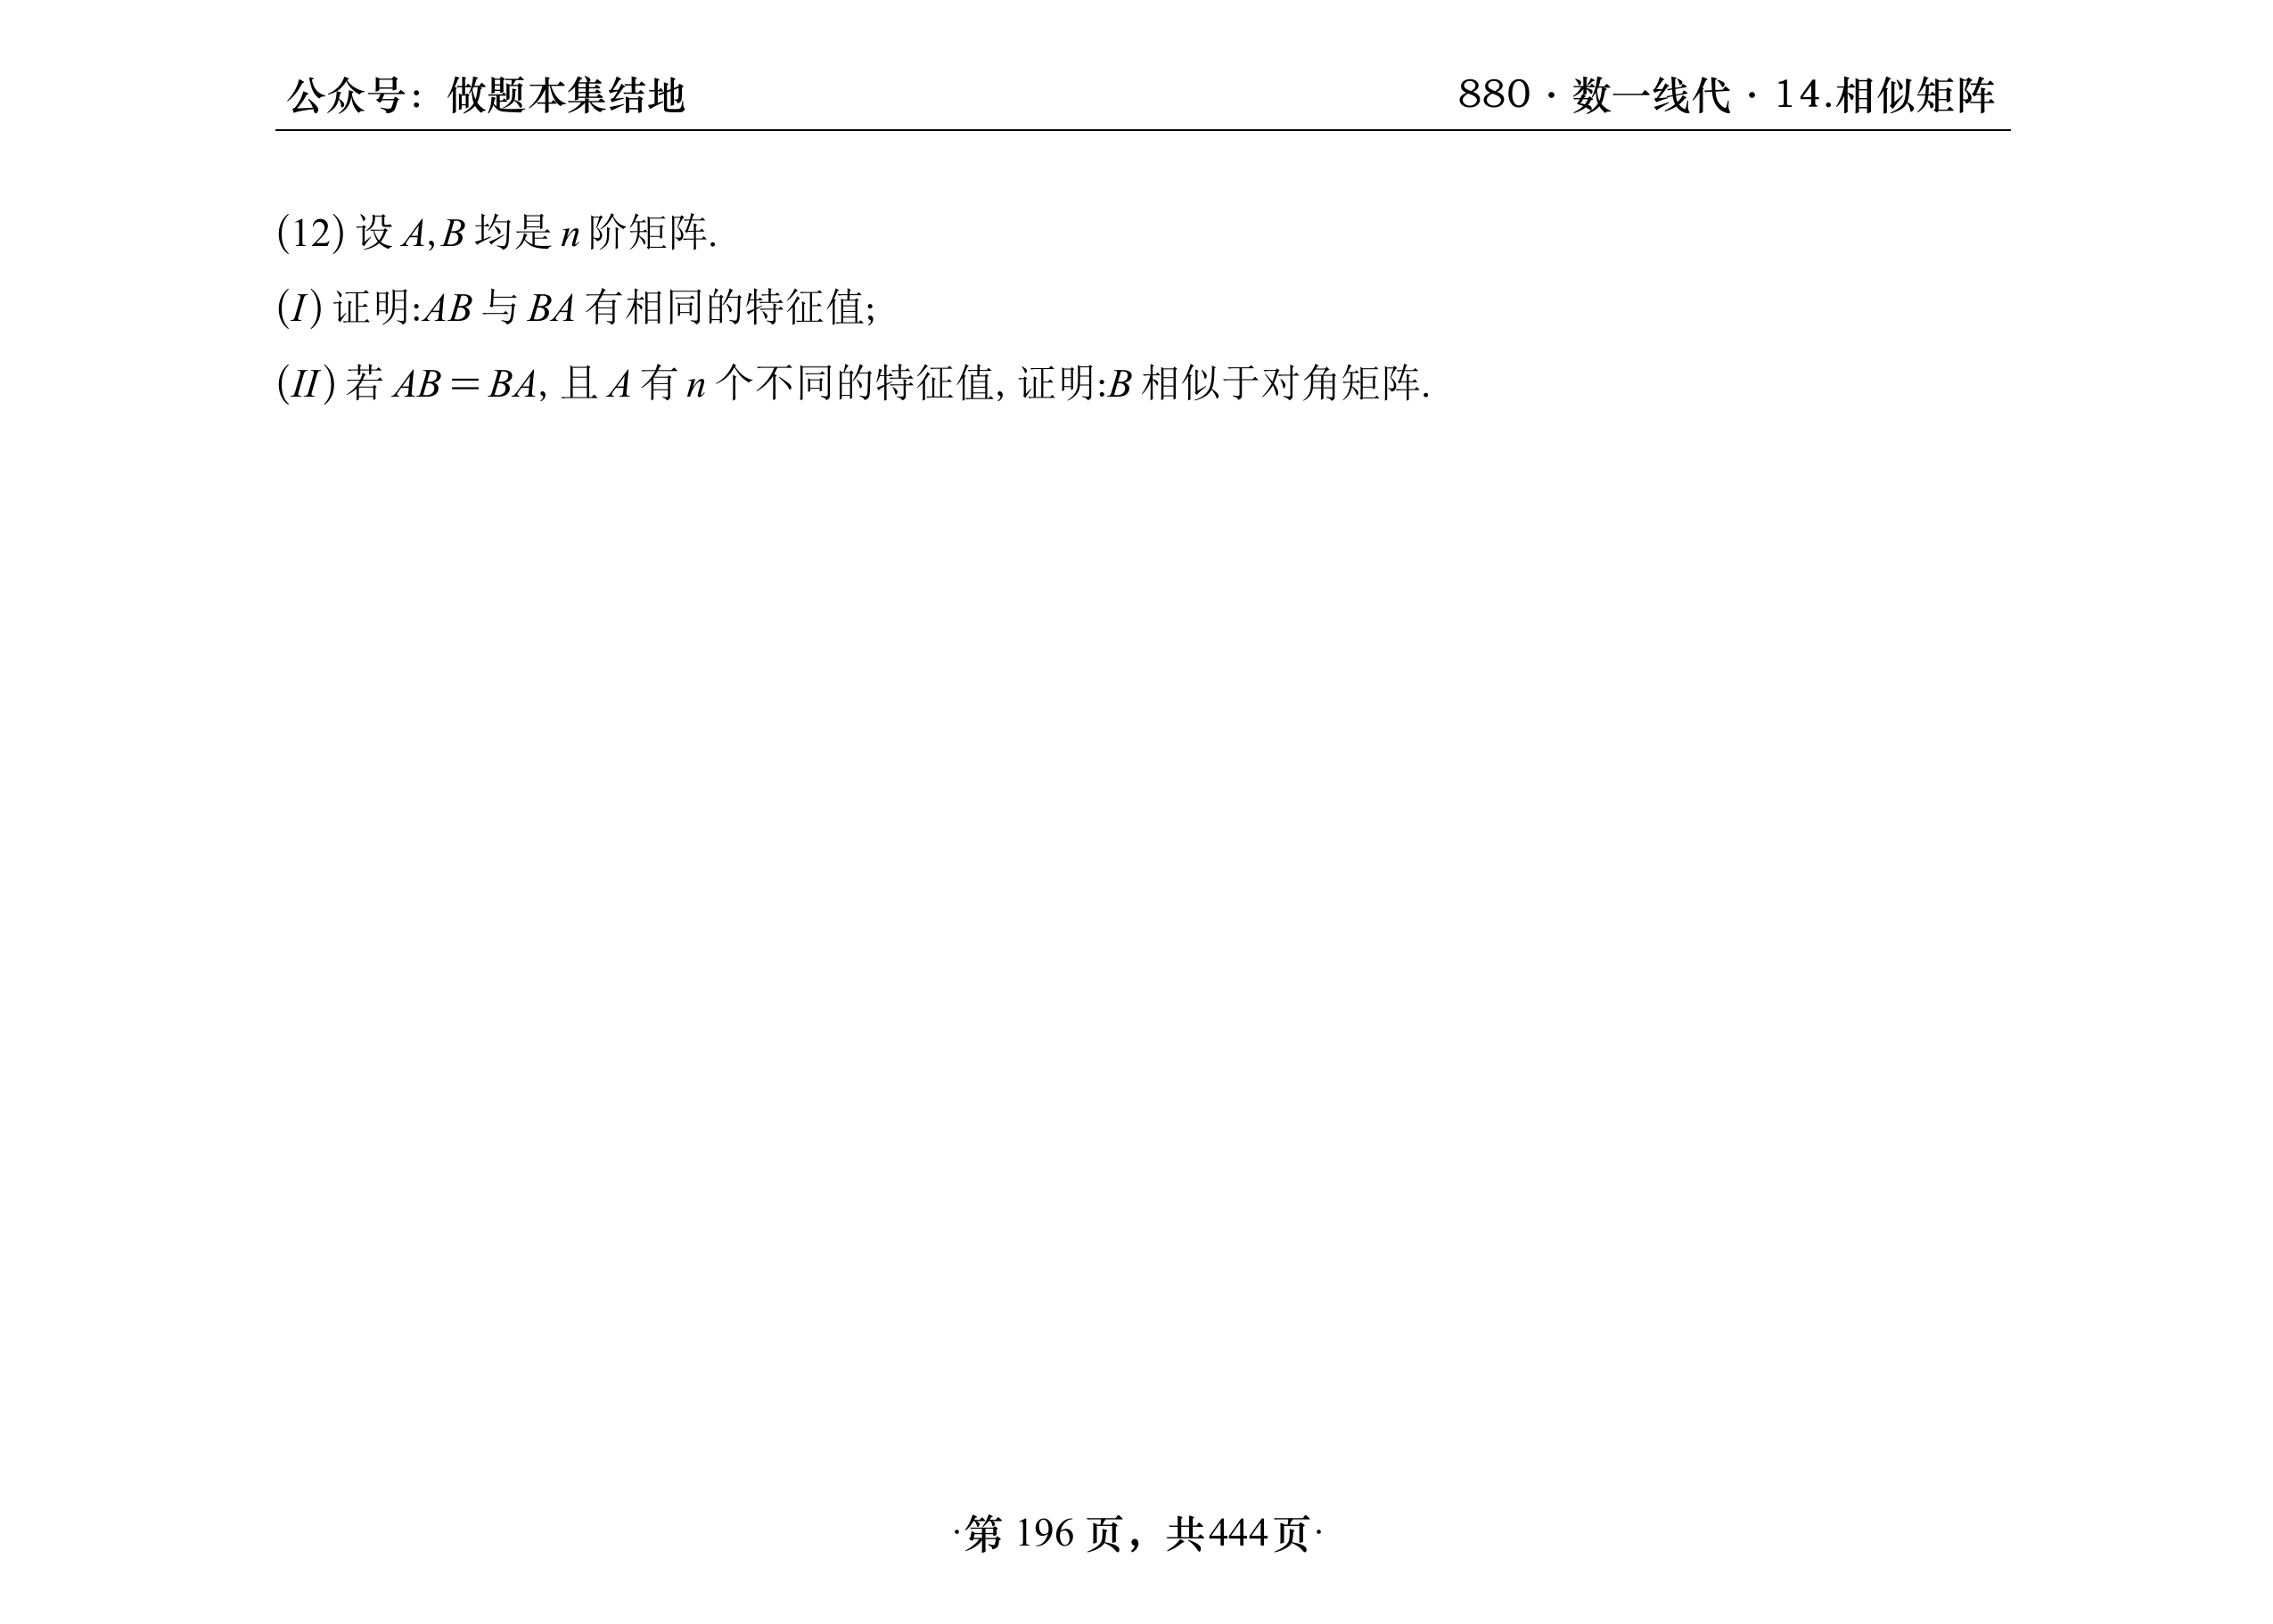 公众号：做题本集结地
880·数一线代·14.相似矩阵
(12) 设 A,B 均是 n 阶矩阵.
(I) 证明:AB 与 BA 有相同的特征值;
(II) 若 AB=BA, 且 A 有 n 个不同的特征值, 证明:B 相似于对角矩阵.
·第 196 页，共444页·